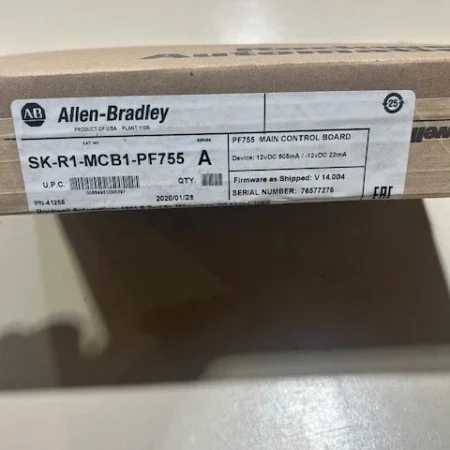 AB Allen-Bradley
PRODUCT OF USA PLANT 1100
CAT. NO. SERIES
SK-R1-MCB1-PF755 A
U.P.C. QTY.
PN-41256 2020/01/28
PF755 MAIN CONTROL BOARD
Device: 12vDC 505mA / -12VDC 22mA
Firmware as Shipped: V 14.004
SERIAL NUMBER: 76577276
25
EAC